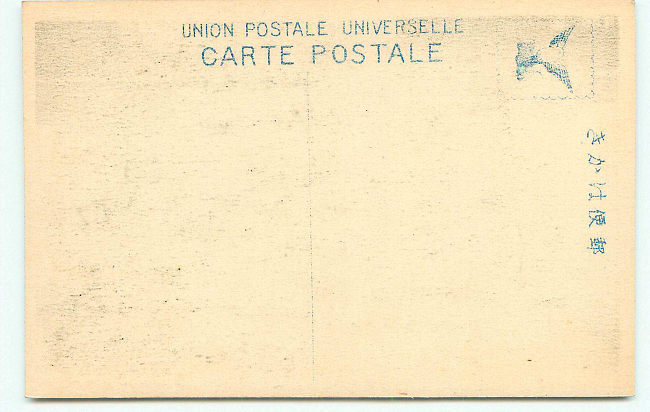 UNION POSTALE UNIVERSELLE
CARTE POSTALE
郵便はかき